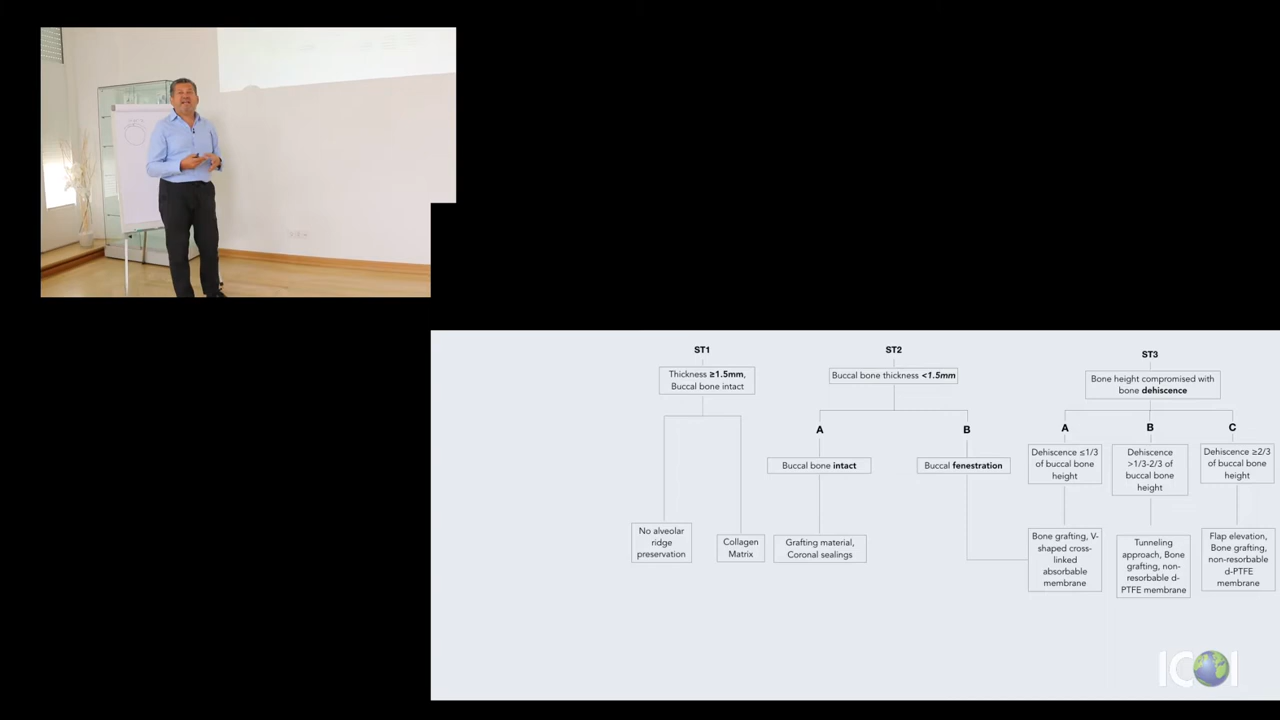 ST1
Thickness ≥1.5mm,
Buccal bone intact
No alveolar
ridge
preservation
Collagen
Matrix
ST2
Buccal bone thickness <1.5mm
A
Buccal bone intact
Grafting material,
Coronal sealings
B
Buccal fenestration
ST3
Bone height compromised with
bone dehiscence
A
Dehiscence ≤1/3
of buccal bone
height
Bone grafting, V-
shaped cross-
linked
absorbable
membrane
B
Dehiscence
>1/3-2/3 of
buccal bone
height
Tunneling
approach, Bone
grafting, non-
resorbable d-
PTFE membrane
C
Dehiscence ≥2/3
of buccal bone
height
Flap elevation,
Bone grafting,
non-resorbable
d-PTFE
membrane
ICOI